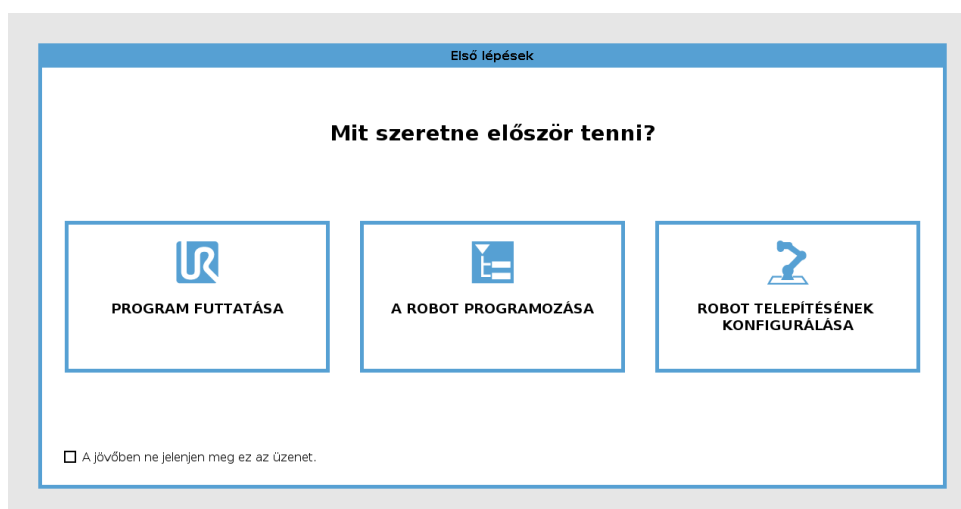 Első lépések
Mit szeretne először tenni?
UR
PROGRAM FUTTATÁSA
A ROBOT PROGRAMOZÁSA
ROBOT TELEPÍTÉSÉNEK
KONFIGURÁLÁSA
A jövőben ne jelenjen meg ez az üzenet.